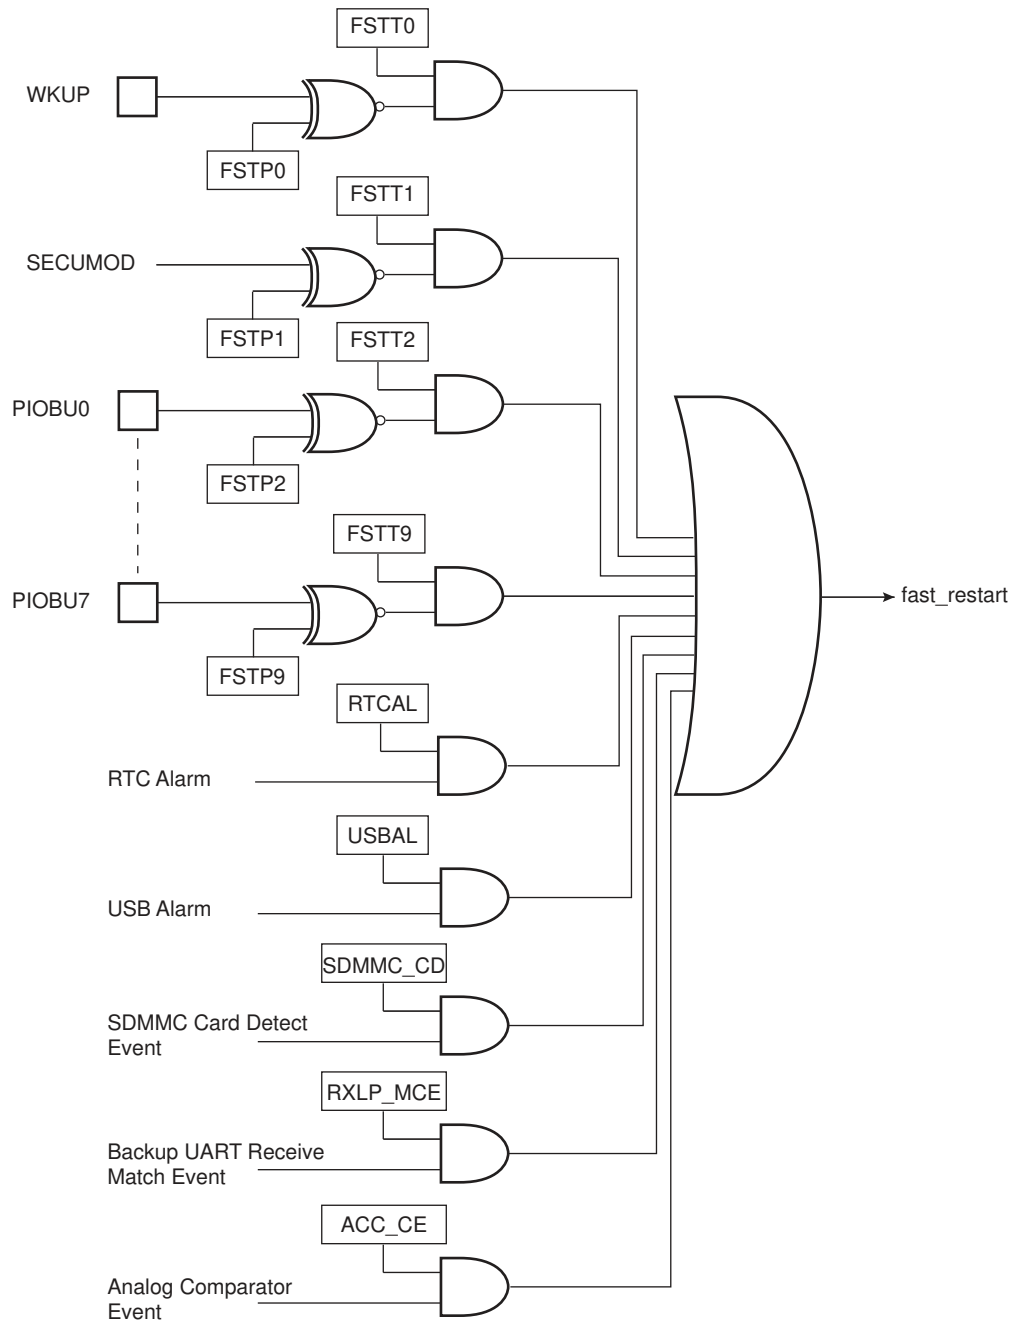 FSTT0
WKUP
FSTP0
FSTT1
SECUMOD
FSTP1
FSTT2
PIOBU0
FSTP2
FSTT9
PIOBU7
fast_restart
FSTP9
RTCAL
RTC Alarm
USBAL
USB Alarm
SDMMC_CD
SDMMC Card Detect
Event
RXLP_MCE
Backup UART Receive
Match Event
ACC_CE
Analog Comparator
Event